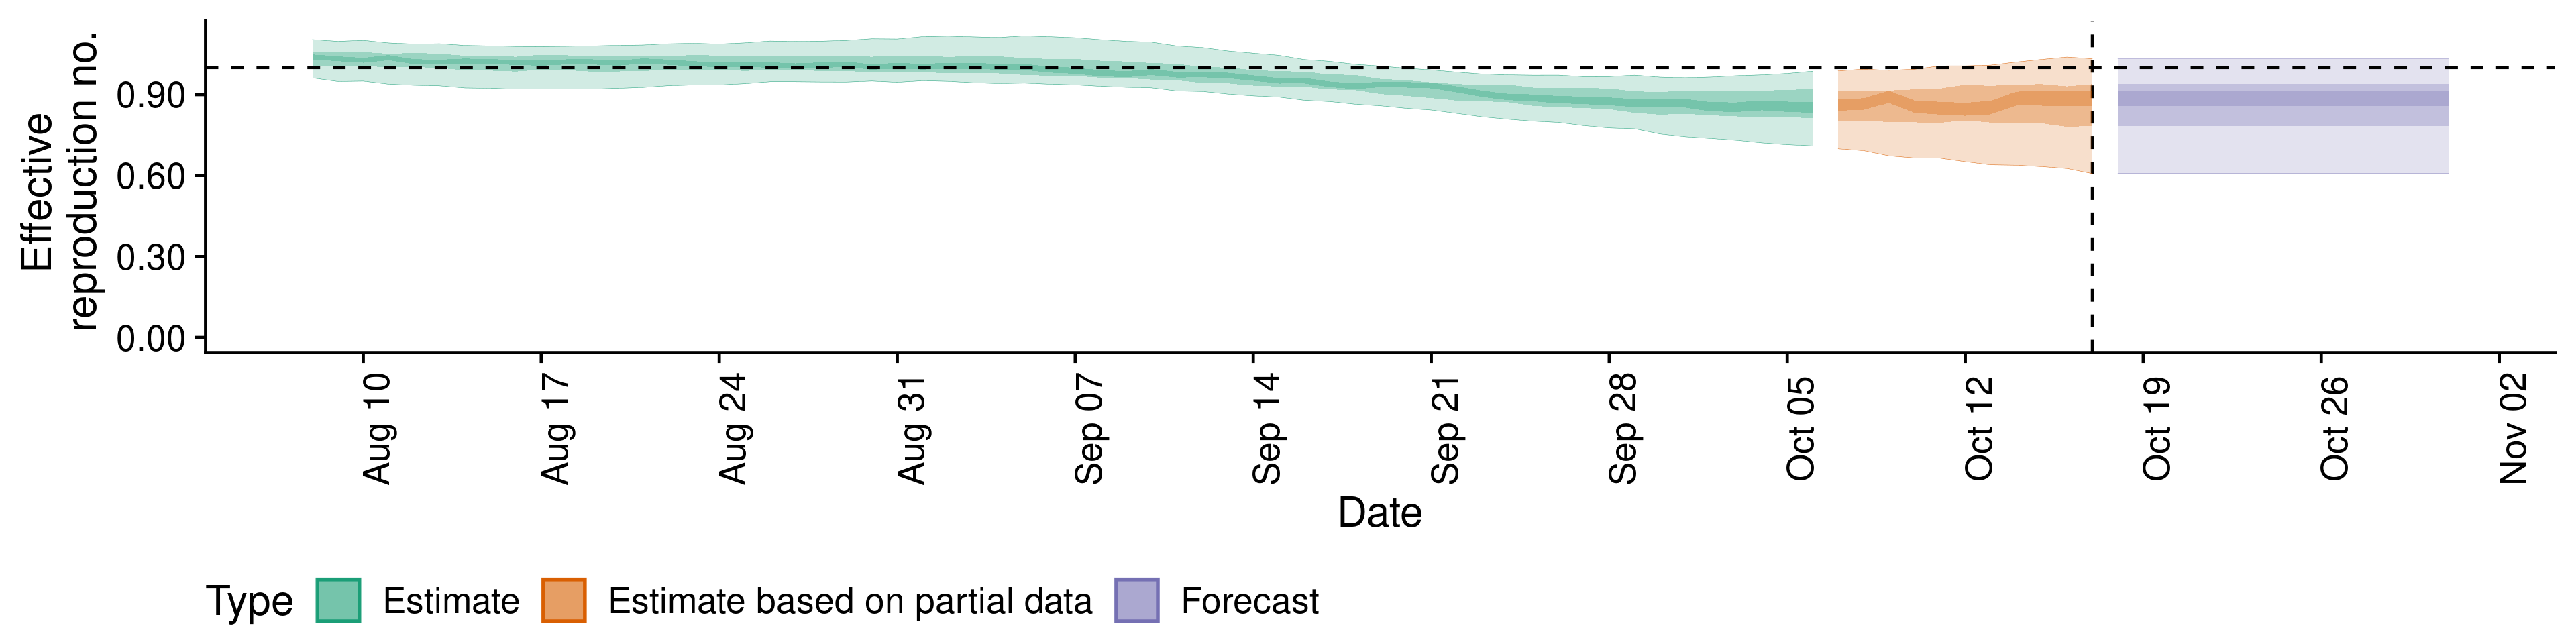 Effective
reproduction no.
0.90
0.60
0.30
0.00
Aug 10
Aug 17
Aug 24
Aug 31
Sep 07
Sep 14
Sep 21
Sep 28
Oct 05
Oct 12
Oct 19
Oct 26
Nov 02
Date
Type Estimate Estimate based on partial data Forecast